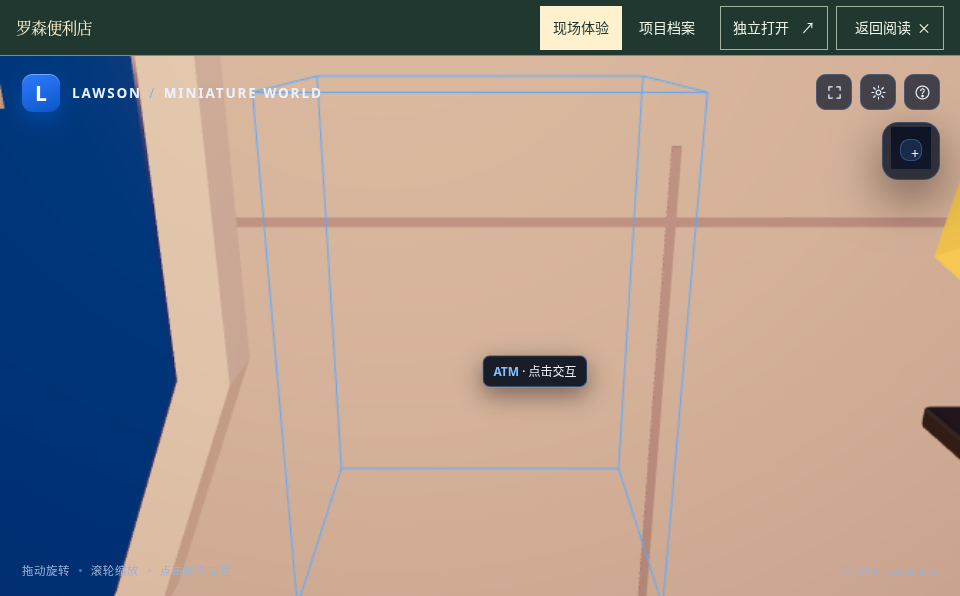 罗森便利店
现场体验
项目档案
独立打开 ↗
返回阅读 ×
L
LAWSON / MINIATURE WORLD
ATM · 点击交互
拖动旋转 • 滚轮缩放